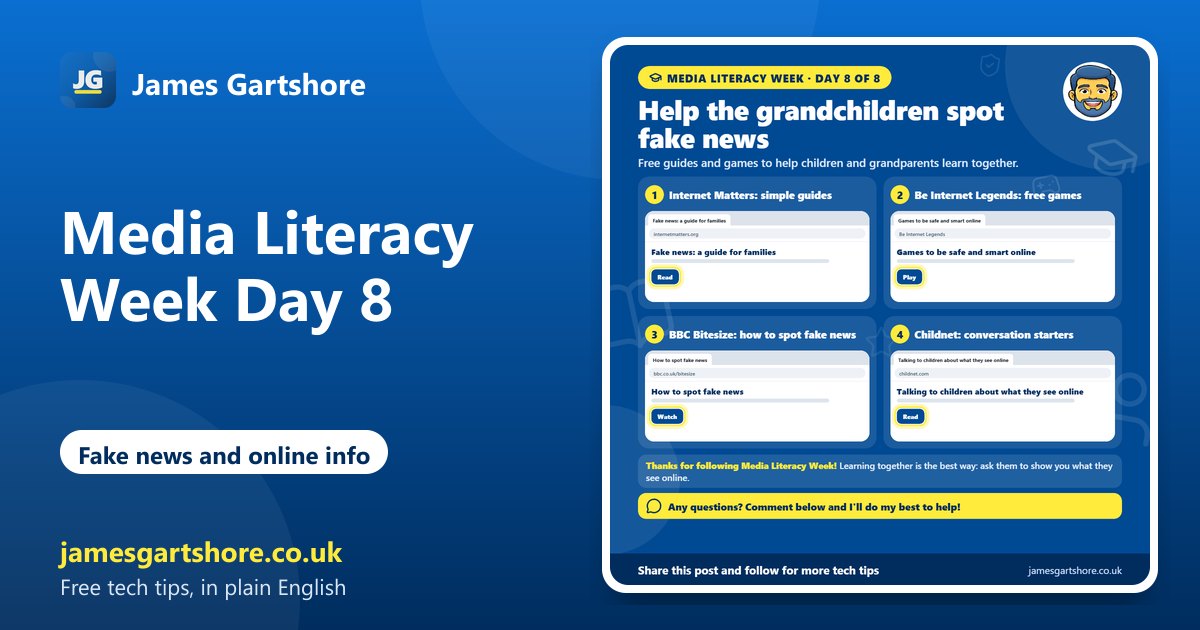 JG
James Gartshore
Media Literacy
Week Day 8
Fake news and online info
jamesgartshore.co.uk
Free tech tips, in plain English
MEDIA LITERACY WEEK · DAY 8 OF 8
Help the grandchildren spot
fake news
Free guides and games to help children and grandparents learn together.
1 Internet Matters: simple guides
Fake news: a guide for families
internetmatters.org
Fake news: a guide for families
Read
2 Be Internet Legends: free games
Games to be safe and smart online
Be Internet Legends
Games to be safe and smart online
Play
3 BBC Bitesize: how to spot fake news
How to spot fake news
bbc.co.uk/bitesize
How to spot fake news
Watch
4 Childnet: conversation starters
Talking to children about what they see online
childnet.com
Talking to children about what they see online
Read
Thanks for following Media Literacy Week! Learning together is the best way: ask them to show you what they
see online.
Any questions? Comment below and I'll do my best to help!
Share this post and follow for more tech tips
jamesgartshore.co.uk